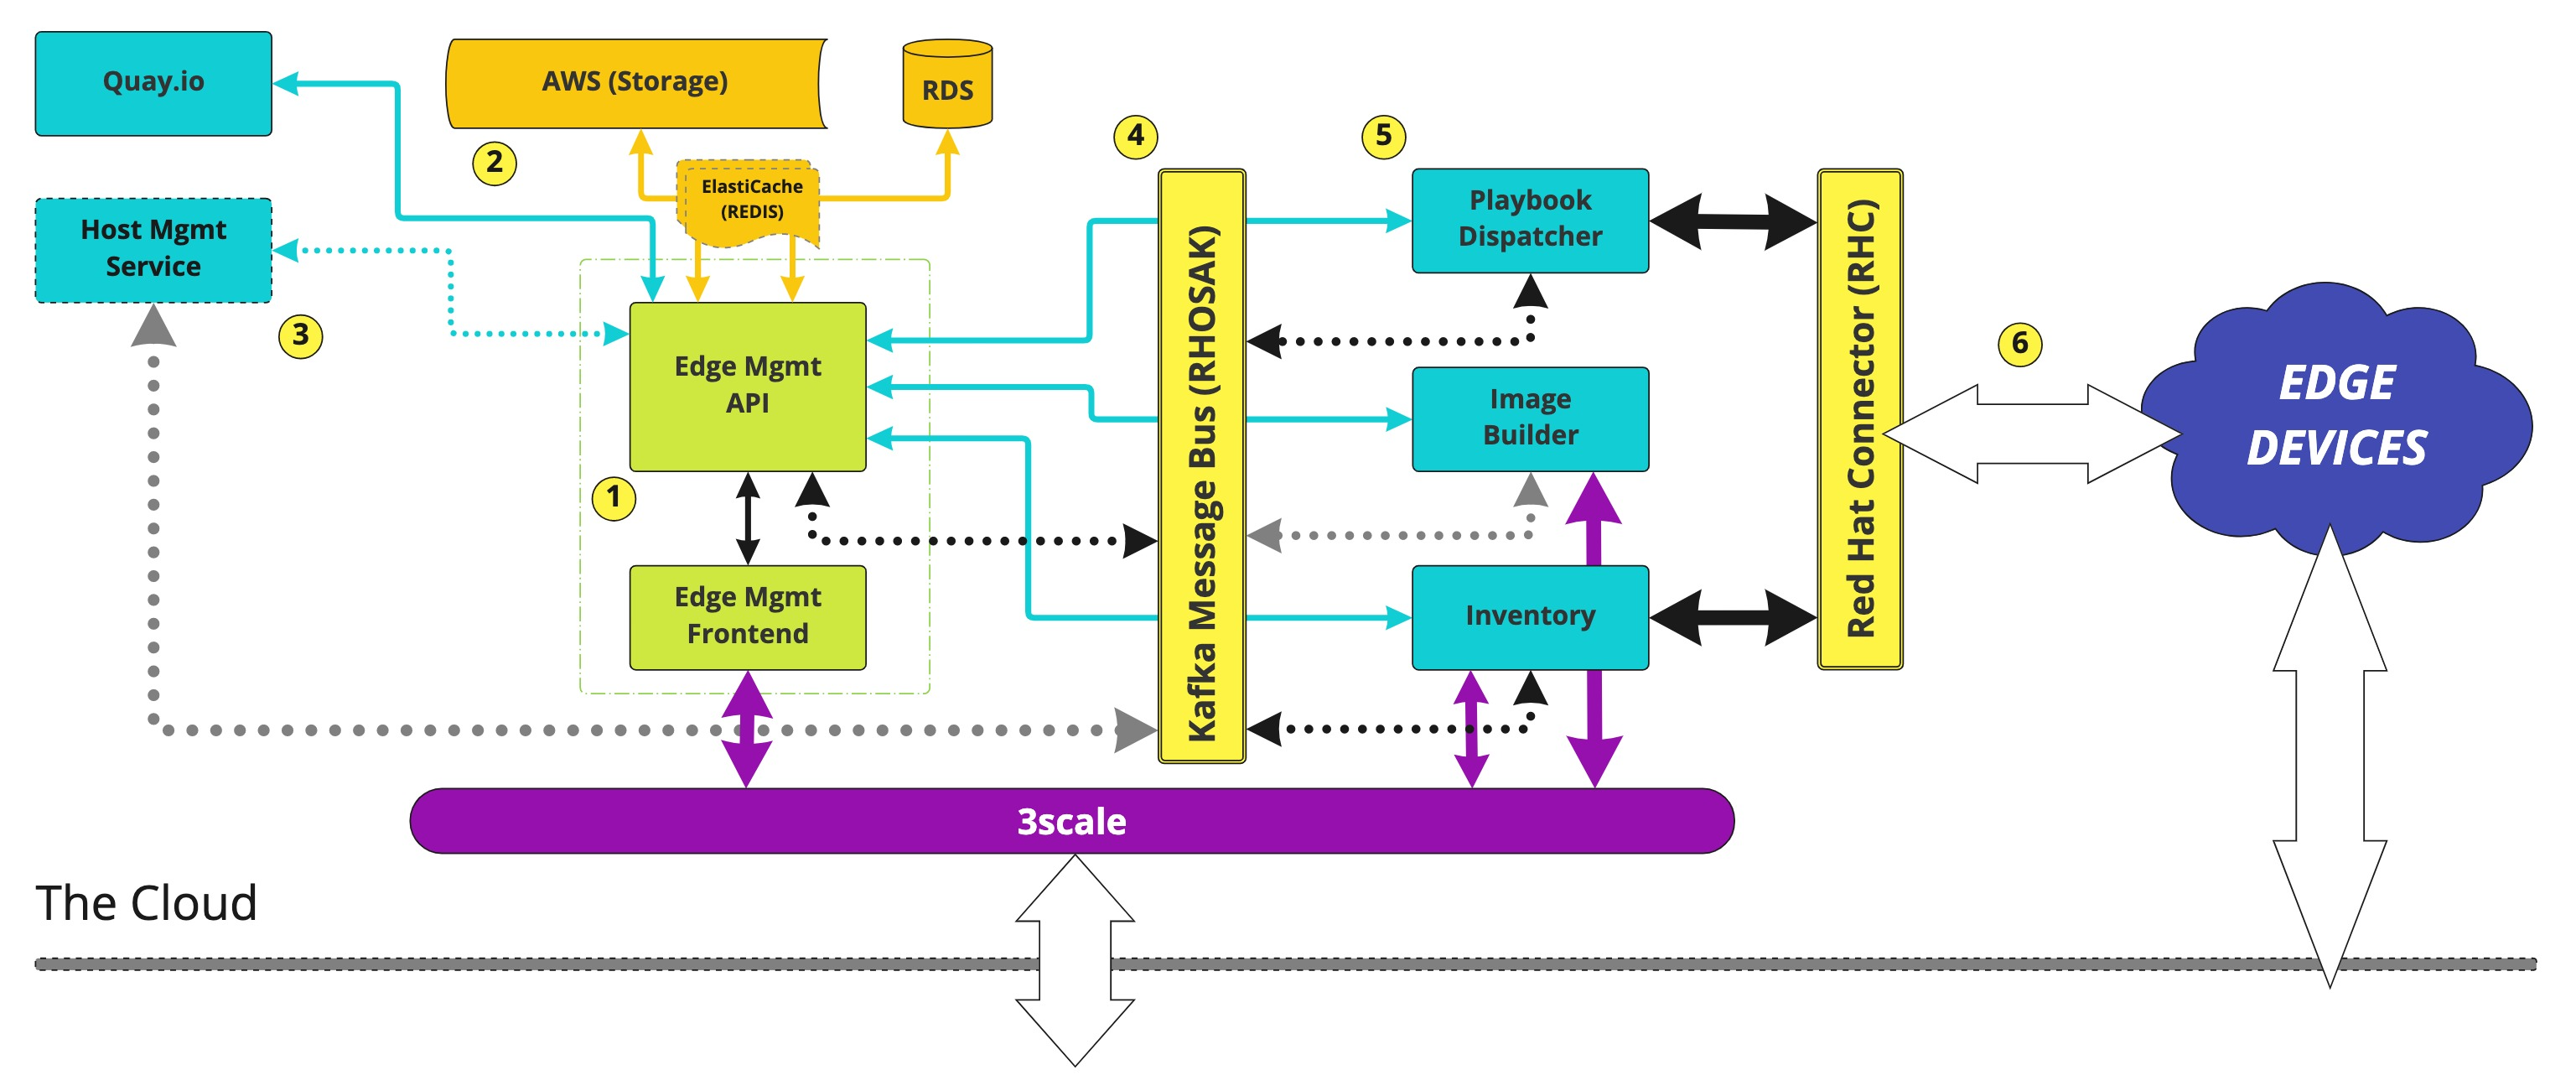 Quay.io
AWS (Storage)
RDS
2
4
5
ElastiCache
(REDIS)
Host Mgmt
Service
3
Playbook
Dispatcher
Kafka Message Bus (RHOSAK)
Red Hat Connector (RHC)
6
Edge Mgmt
API
Image
Builder
EDGE
DEVICES
1
Edge Mgmt
Frontend
Inventory
3scale
The Cloud